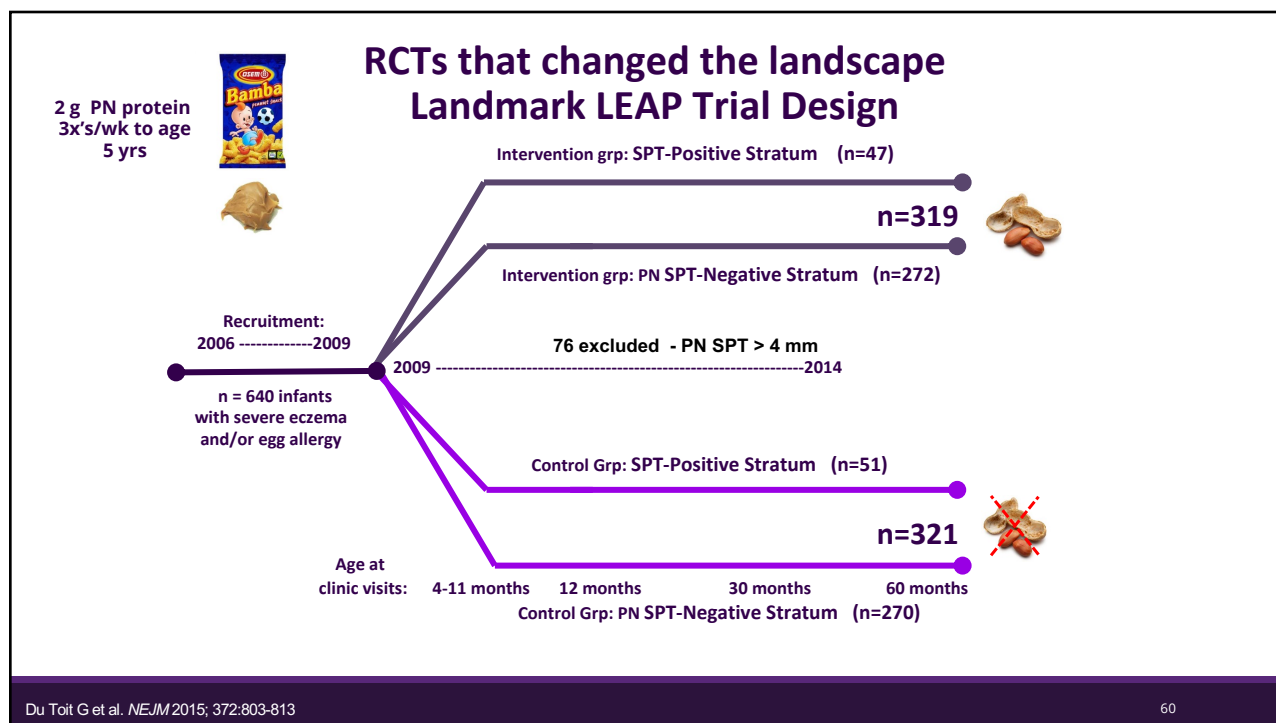 RCTs that changed the landscape
Landmark LEAP Trial Design
2 g  PN protein
3x's/wk to age
5 yrs
OSEM
Bamba
peanut snack
Intervention grp: SPT-Positive Stratum   (n=47)
n=319
Intervention grp: PN SPT-Negative Stratum   (n=272)
Recruitment:
2006 -------------2009
76 excluded  - PN SPT > 4 mm
2009 ------------------------------------------------------------2014
n = 640 infants
with severe eczema
and/or egg allergy
Control Grp: SPT-Positive Stratum   (n=51)
n=321
Age at
clinic visits:
4-11 months
12 months
30 months
60 months
Control Grp: PN SPT-Negative Stratum   (n=270)
Du Toit G et al. NEJM 2015; 372:803-813
60